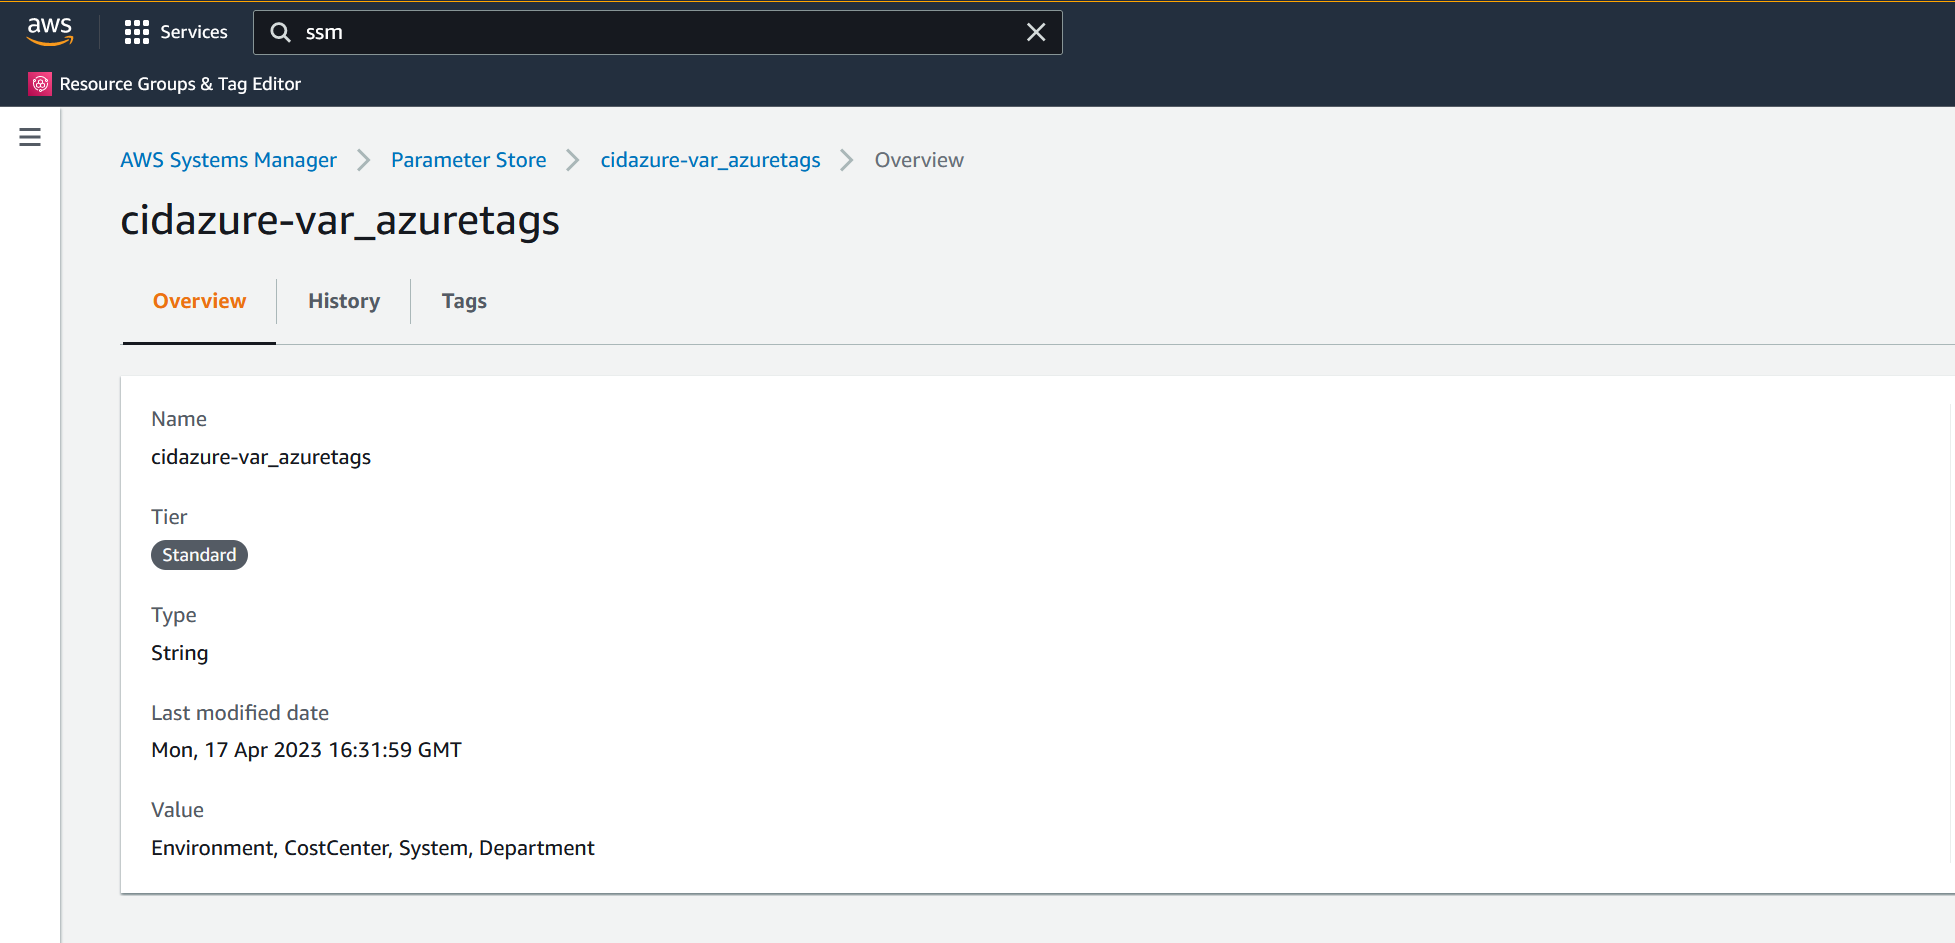 aws
Services
ssm
Resource Groups & Tag Editor
AWS Systems Manager
Parameter Store
cidazure-var_azuretags
Overview
cidazure-var_azuretags
Overview
History
Tags
Name
cidazure-var_azuretags
Tier
Standard
Type
String
Last modified date
Mon, 17 Apr 2023 16:31:59 GMT
Value
Environment, CostCenter, System, Department